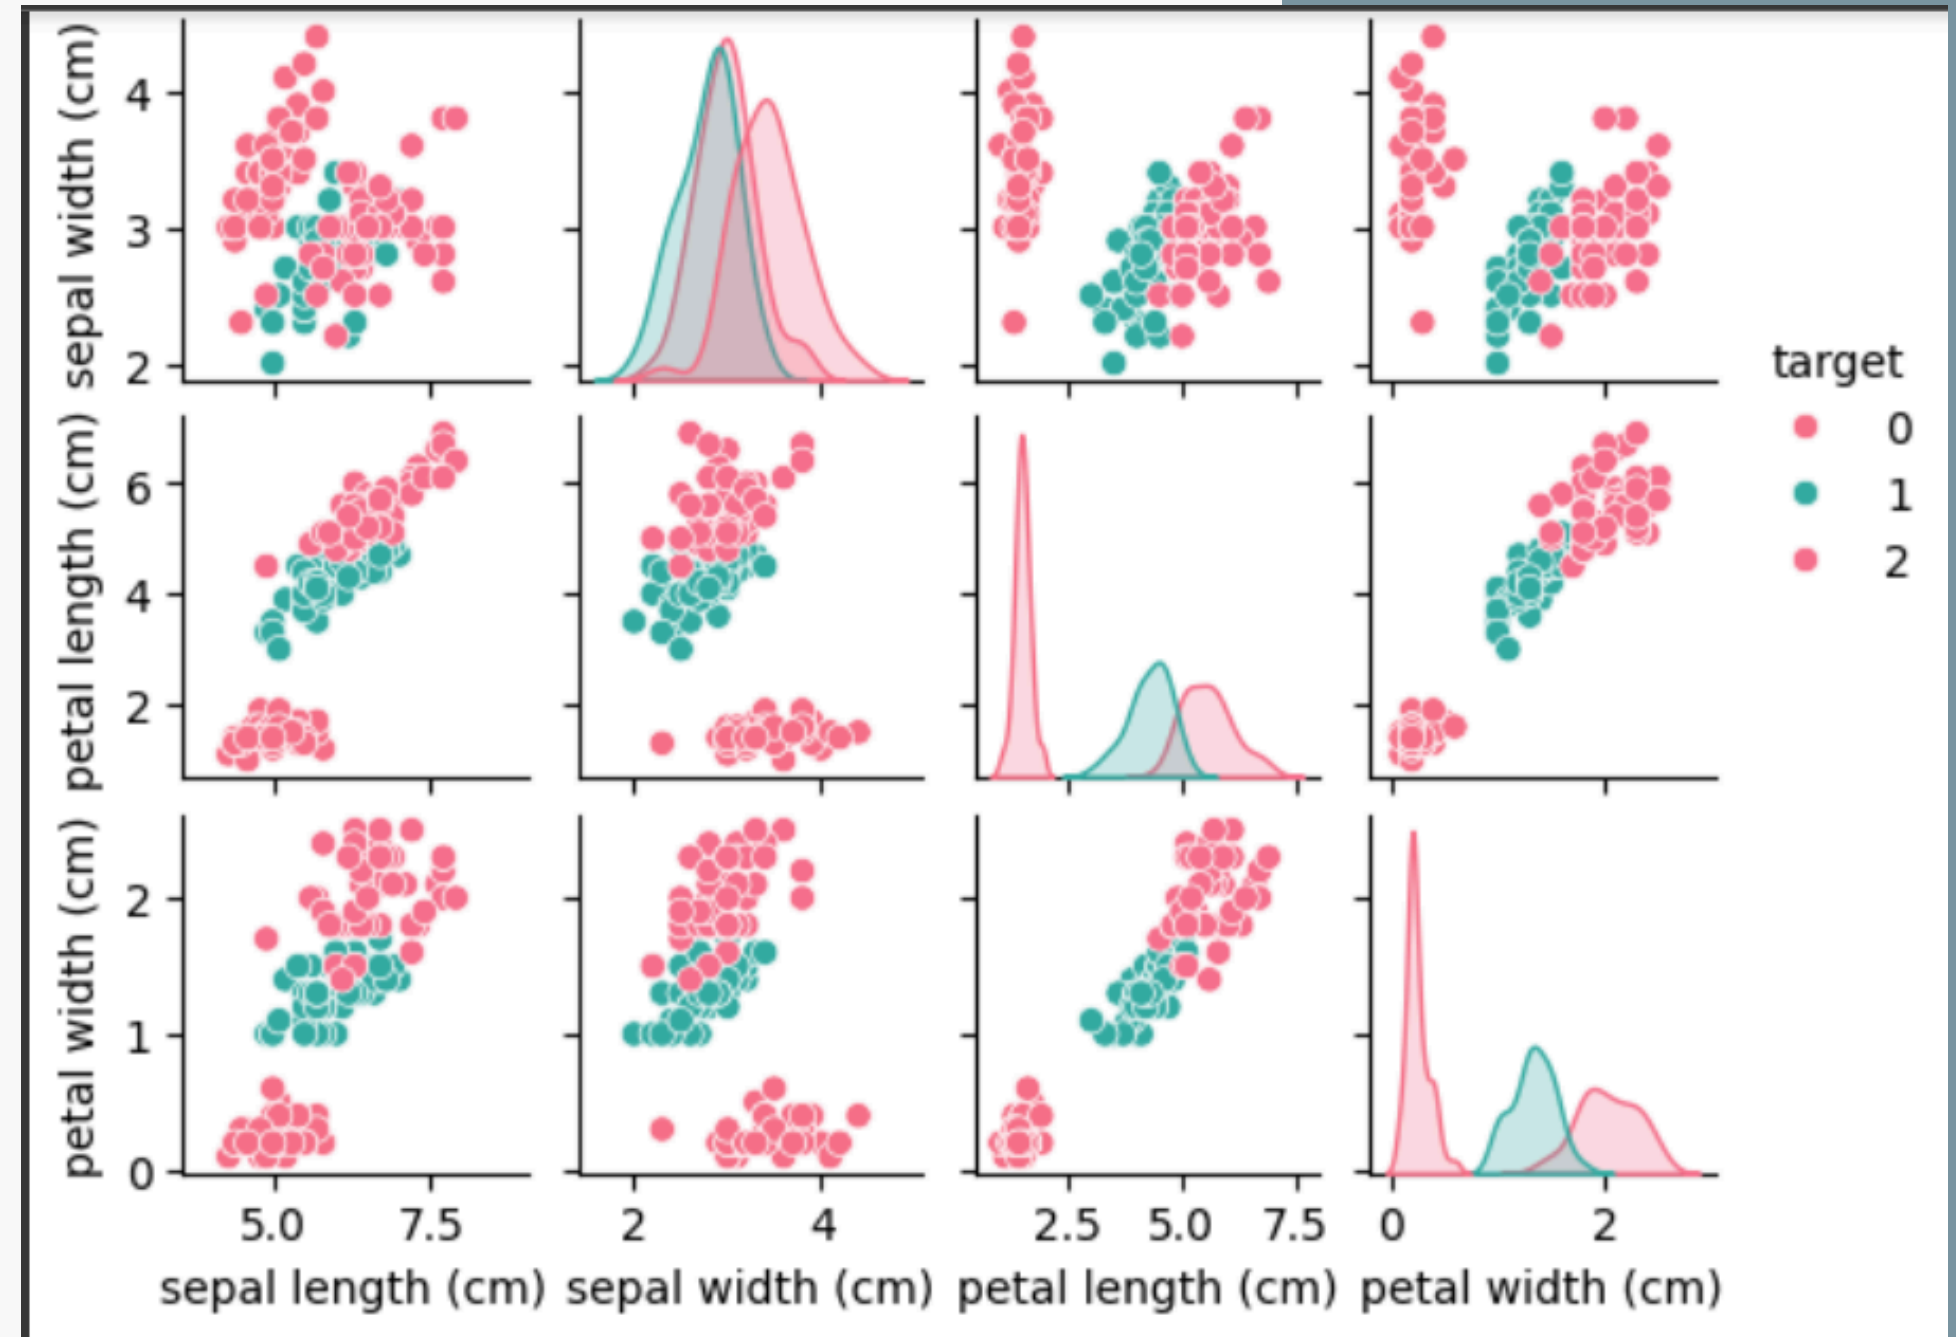 sepal width (cm)
4
3
2
petal length (cm)
6
4
2
petal width (cm)
2
1
0
5.0 7.5
2 4
2.5 5.0 7.5
0 2
sepal length (cm) sepal width (cm) petal length (cm) petal width (cm)
target
0
1
2